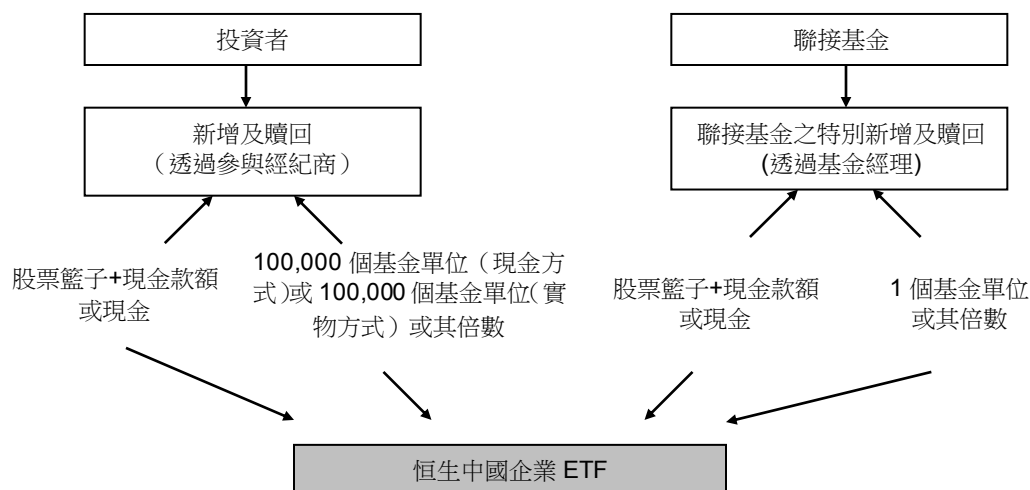 投資者
新增及贖回
（透過參與經紀商）
股票籃子+現金款額
或現金
100,000 個基金單位（現金方
式）或 100,000 個基金單位（實
物方式）或其倍數
聯接基金
聯接基金之特別新增及贖回
(透過基金經理)
股票籃子+現金款額
或現金
1 個基金單位
或其倍數
恒生中國企業 ETF